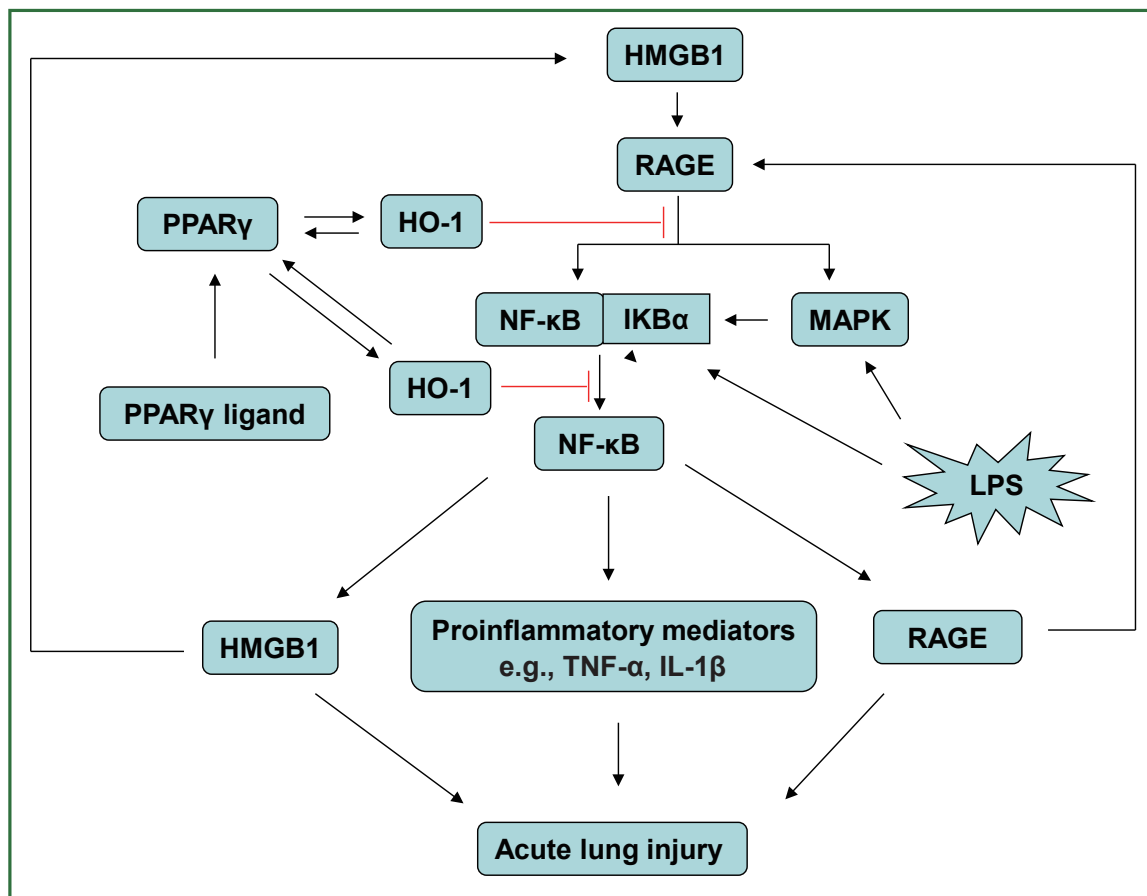 HMGB1
RAGE
PPARγ
HO-1
NF-κB
IKBα
MAPK
HO-1
PPARγ ligand
NF-κB
LPS
HMGB1
Proinflammatory mediators
e.g., TNF-α, IL-1β
RAGE
Acute lung injury